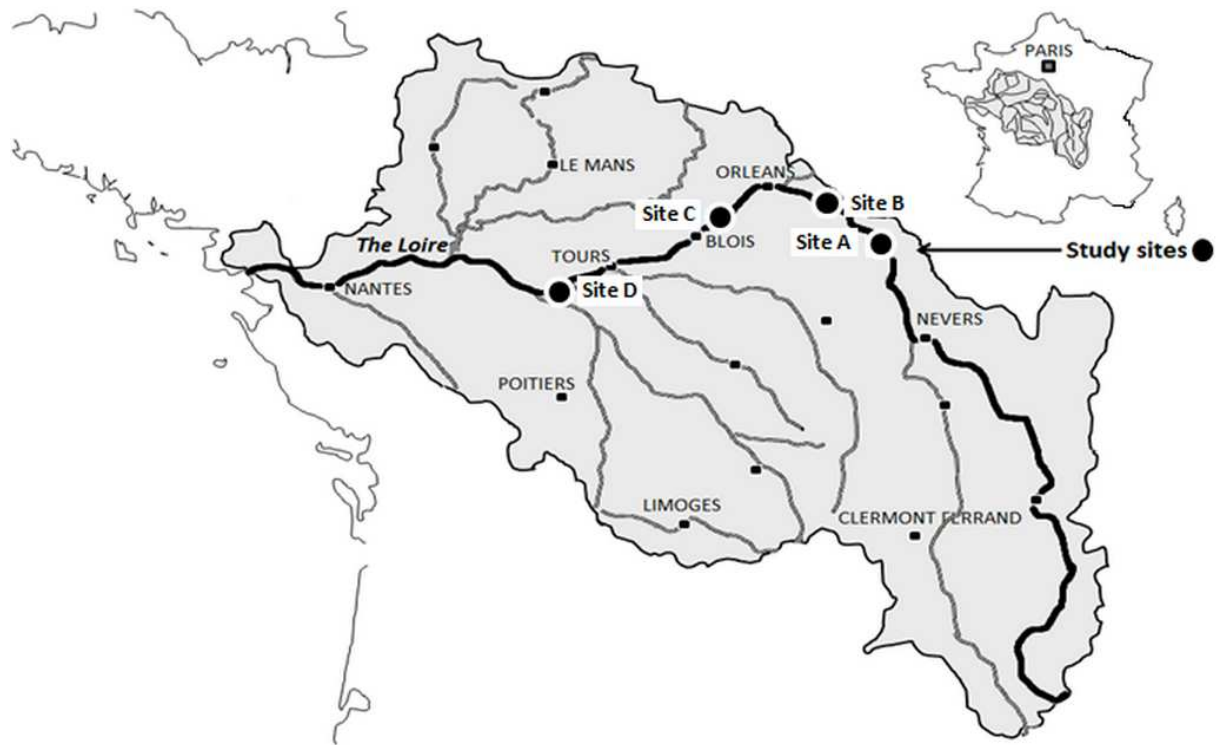 PARIS
LE MANS
ORLEANS
Site B
Site C
Site A
BLOIS
The Loire
TOURS
Study sites
NANTES
Site D
NEVERS
POITIERS
LIMOGES
CLERMONT FERRAND